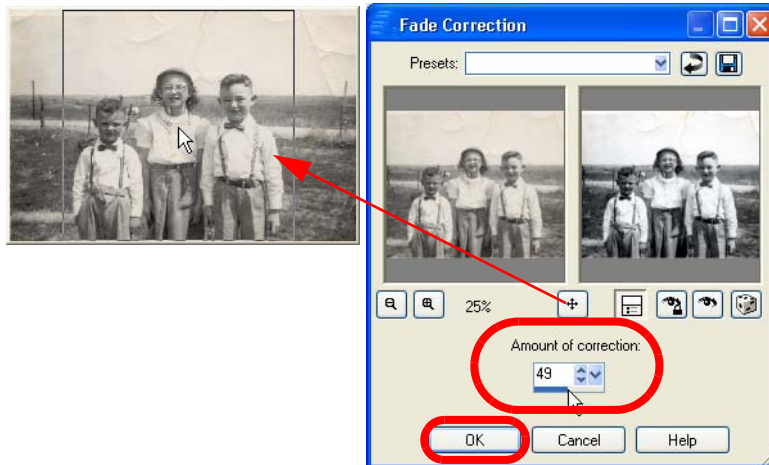 Fade Correction
Presets:
25%
Amount of correction:
49
OK Cancel Help